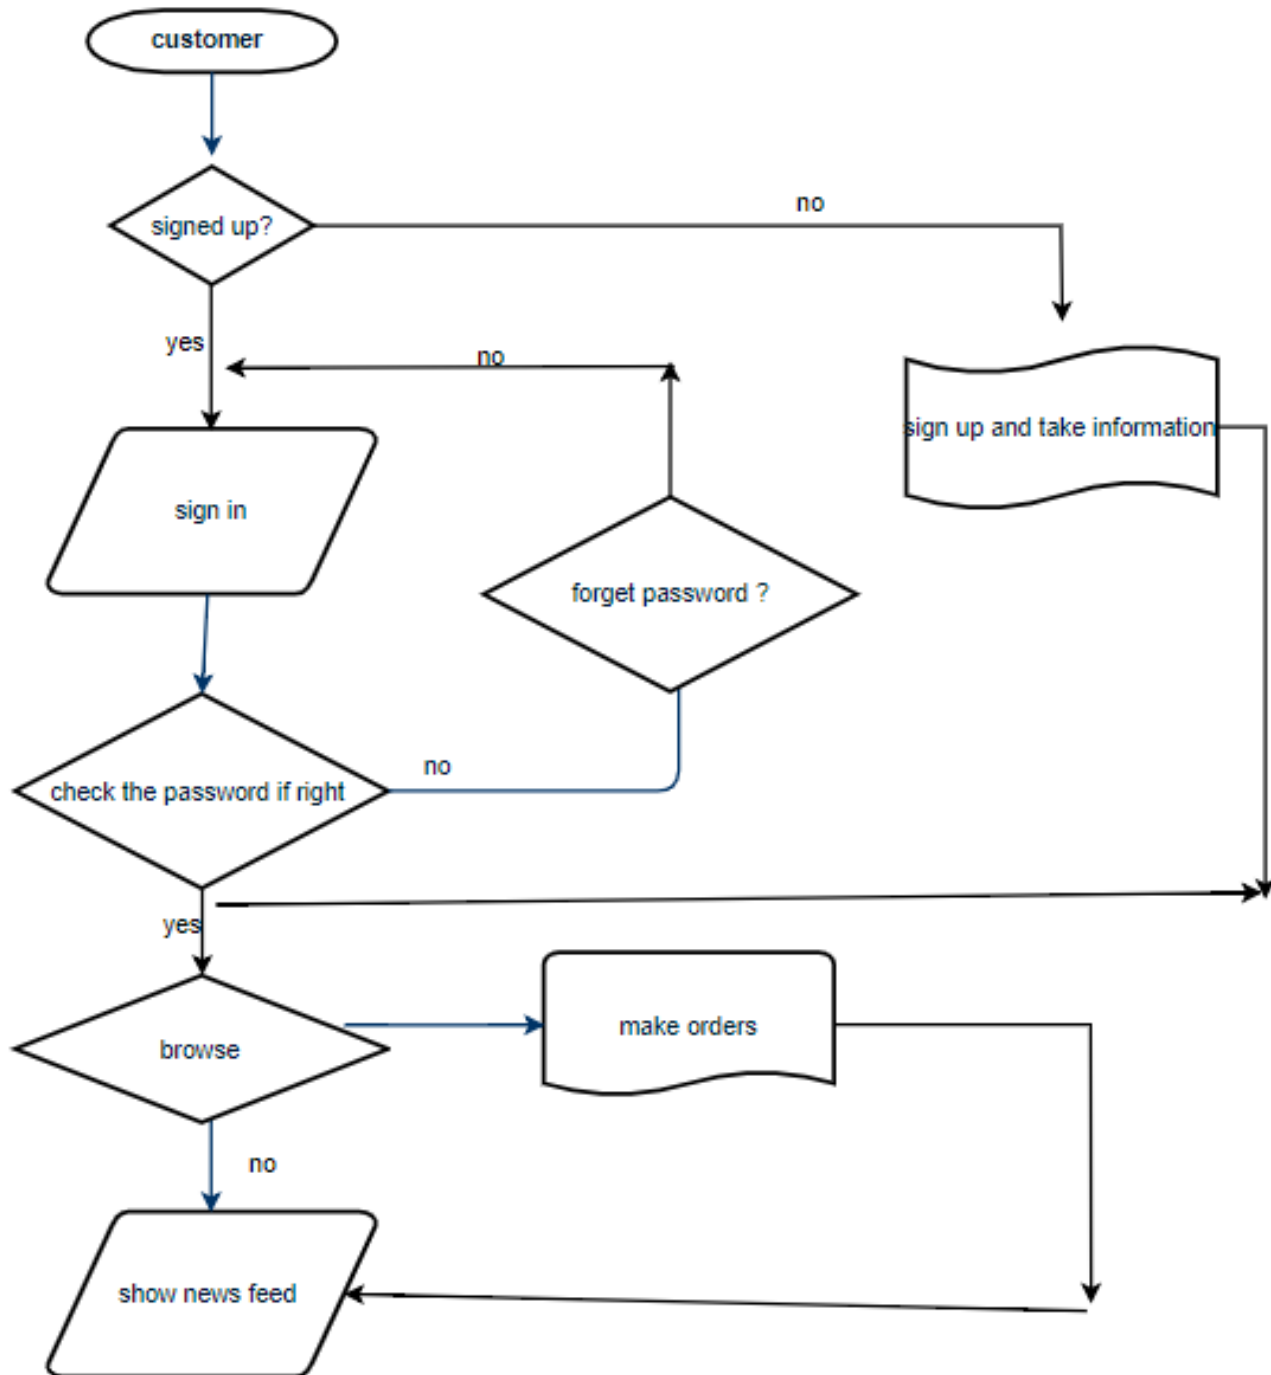 customer
signed up?
no
yes
no
sign up and take information
sign in
forget password ?
no
check the password if right
yes
make orders
browse
no
show news feed